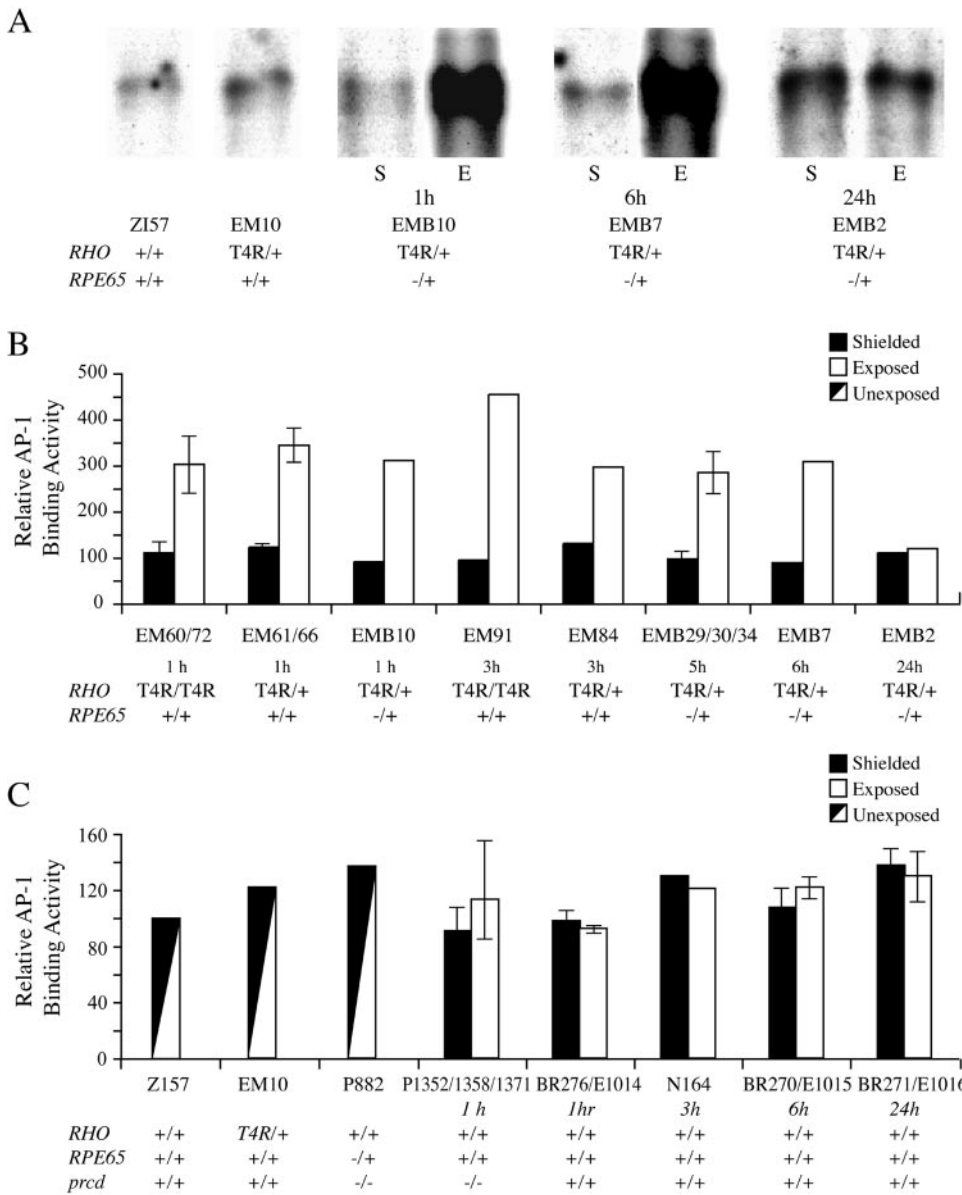 A
S E S E S E
1h 6h 24h
ZI57 EM10 EMB10 EMB7 EMB2
RHO +/+ T4R/+ T4R/+ T4R/+ T4R/+
RPE65 +/+ +/+ -/+ -/+ -/+
B
Shielded
Exposed
Unexposed
Relative AP-1
Binding Activity
500
400
300
200
100
0
EM60/72 EM61/66 EMB10 EM91 EM84 EMB29/30/34 EMB7 EMB2
1 h 1h 1 h 3h 3h 5h 6h 24h
RHO T4R/T4R T4R/+ T4R/+ T4R/T4R T4R/+ T4R/+ T4R/+ T4R/+
RPE65 +/+ +/+ -/+ +/+ +/+ -/+ -/+ -/+
C
Shielded
Exposed
Unexposed
Relative AP-1
Binding Activity
160
120
80
40
0
Z157 EM10 P882 P1352/1358/1371 BR276/E1014 N164 BR270/E1015 BR271/E1016
1 h 1hr 3h 6h 24h
RHO +/+ T4R/+ +/+ +/+ +/+ +/+ +/+ +/+
RPE65 +/+ +/+ -/+ +/+ +/+ +/+ +/+ +/+
prcd +/+ +/+ -/- -/- +/+ +/+ +/+ +/+